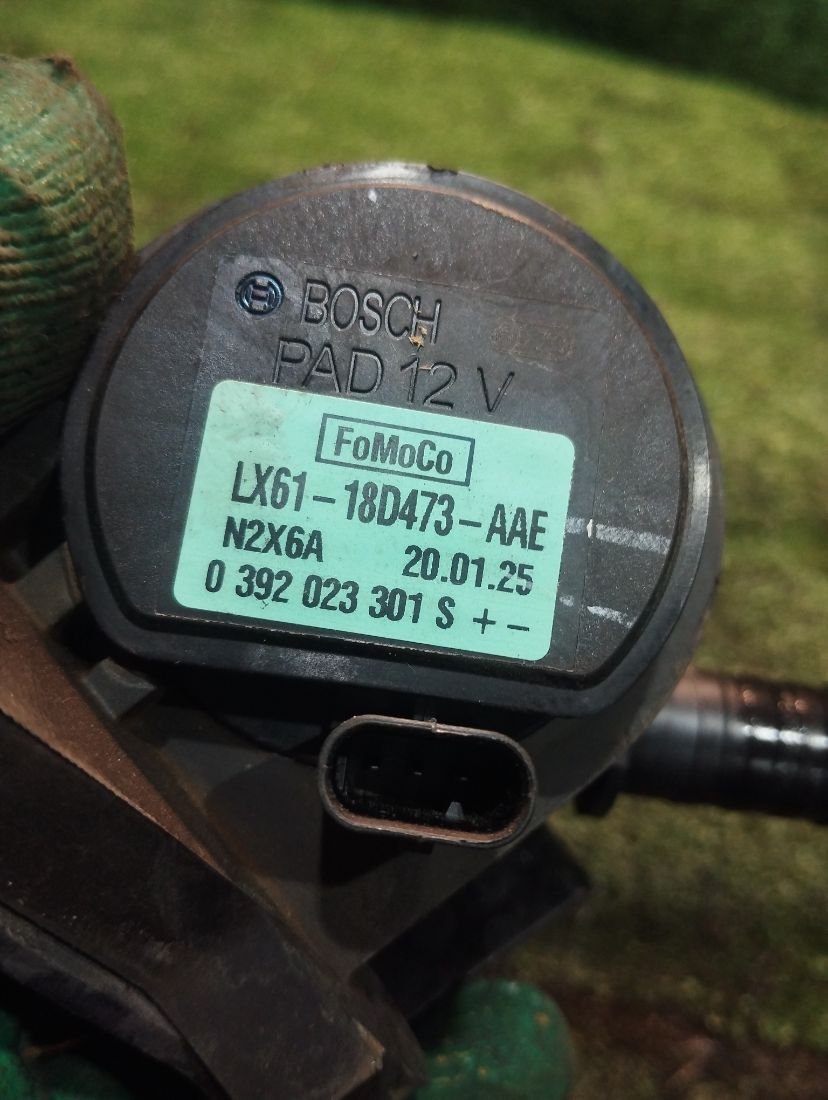 BOSCH
PAD 12 V
FoMoCo
LX61-18D473-AAE
N2X6A 20.01.25
0 392 023 301 S + -